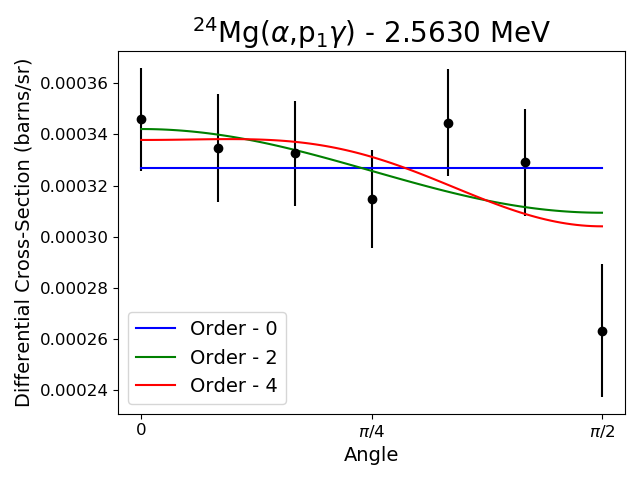 ²⁴Mg(α,p₁γ) - 2.5630 MeV
Differential Cross-Section (barns/sr)
0.00036
0.00034
0.00032
0.00030
0.00028
0.00026
0.00024
Order - 0
Order - 2
Order - 4
0
π/4
π/2
Angle